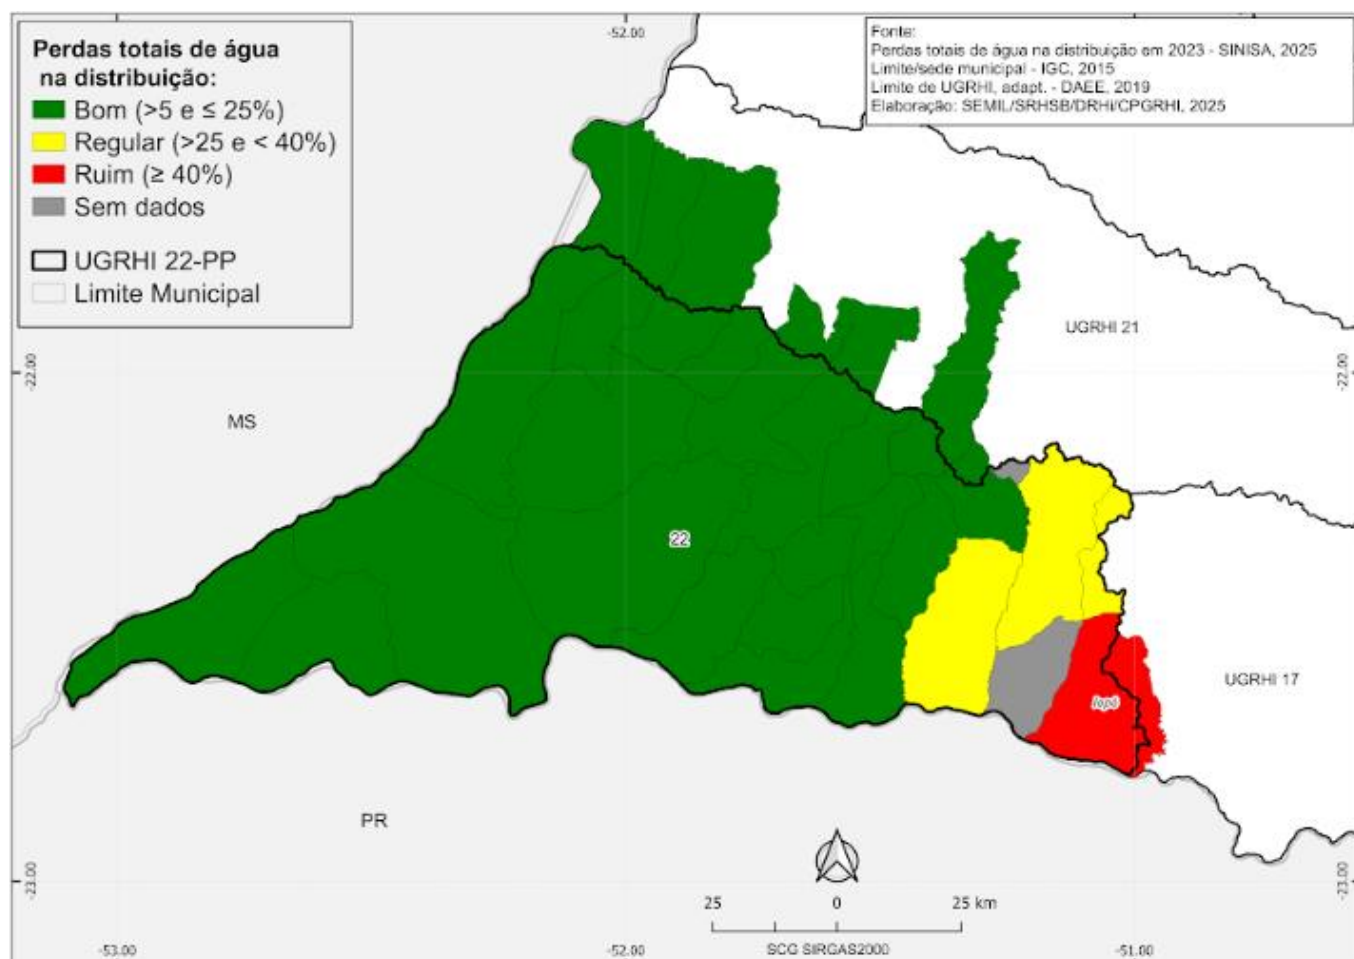 Perdas totais de água
na distribuição:
Bom (>5 e ≤ 25%)
Regular (>25 e < 40%)
Ruim (≥ 40%)
Sem dados
UGRHI 22-PP
Limite Municipal
Fonte:
Perdas totais de água na distribuição em 2023 - SINISA, 2025
Limite/sede municipal - IGC, 2015
Limite de UGRHI, adapt. - DAEE, 2019
Elaboração: SEMIL/SRHSB/DRHi/CPGRHI, 2025
-52.00
UGRHI 21
-22.00
-22.00
MS
22
UGRHI 17
Iepê
PR
-23.00
-23.00
25 0 25 km
SCG SIRGAS2000
-53.00
-52.00
-51.00